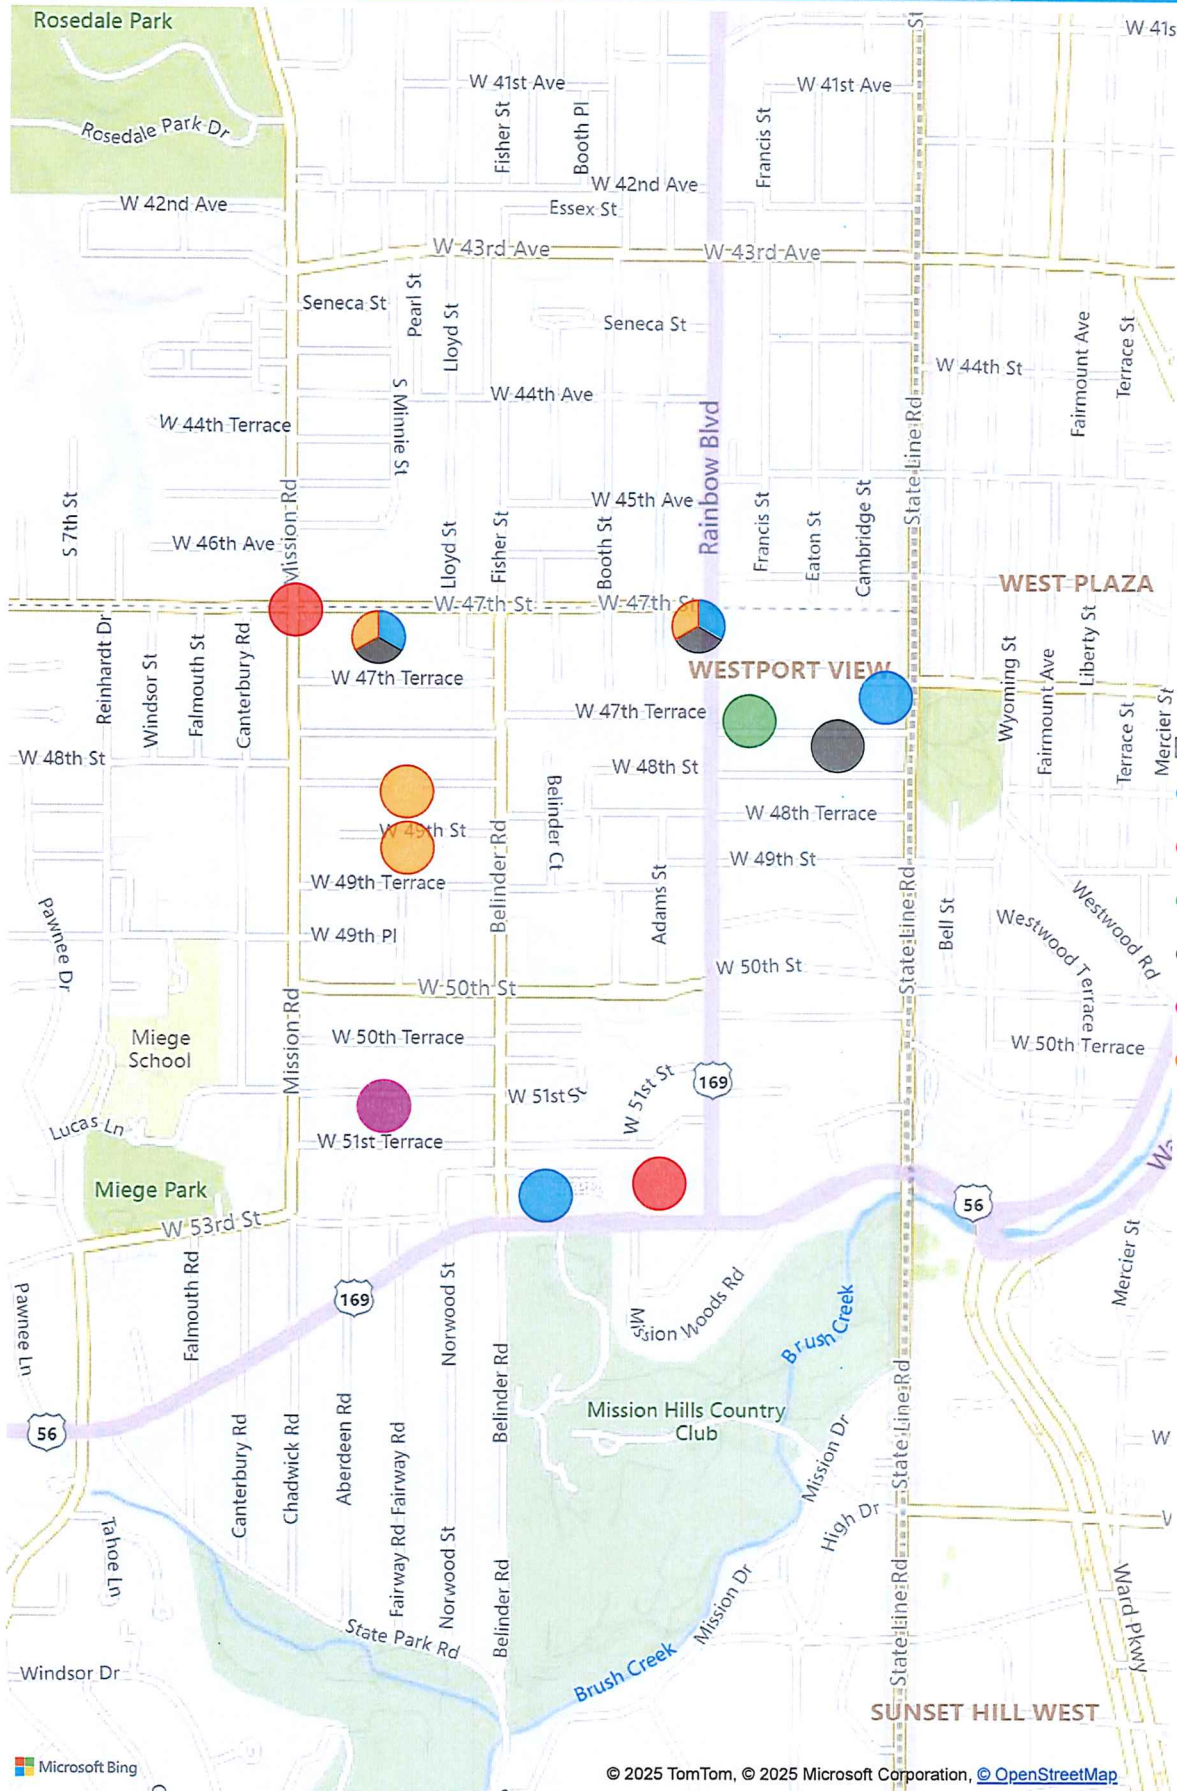 Rosedale Park
St
W 41s
W 41st Ave
W 41st Ave
Fisher St
Booth Pl
Francis St
Rosedale Park Dr
W 42nd Ave
W 42nd Ave
Essex St
W 43rd Ave
W 43rd Ave
Seneca St
Pearl St
Lloyd St
Seneca St
Fairmount Ave
Terrace St
W 44th St
W 44th Ave
S Minnie St
W 44th Terrace
Rainbow Blvd
State Line Rd
Mission Rd
W 45th Ave
S 7th St
W 46th Ave
Lloyd St
Fisher St
Booth St
Francis St
Eaton St
Cambridge St
WEST PLAZA
W 47th St
W 47th St
Reinhardt Dr
Windsor St
Falmouth St
Canterbury Rd
WESTPORT VIEW
W 47th Terrace
Wyoming St
Fairmount Ave
Liberty St
Terrace St
Mercier St
W 47th Terrace
W 48th St
W 48th St
Belinder Ct
W 48th Terrace
W 49th St
Belinder Rd
W 49th St
W 49th Terrace
Adams St
State Line Rd
Bell St
Westwood Rd
Westwood Terrace
Pawnee Dr
W 49th Pl
W 50th St
W 50th St
Mission Rd
Miege
School
W 50th Terrace
W 50th Terrace
169
W 51st St
W 51st St
Lucas Ln
W 51st Terrace
Wa
Miege Park
56
W 53rd St
Mercier St
Pawnee Ln
Falmouth Rd
169
Norwood St
Mission Woods Rd
Brush Creek
Belinder Rd
State Line Rd
Mission Hills Country
Club
56
W
Canterbury Rd
Chadwick Rd
Aberdeen Rd
Fairway Rd
Mission Dr
High Dr
Tahoe Ln
Fairway Rd
Norwood St
Belinder Rd
Mission Dr
State Line Rd
Ward Pkwy
State Park Rd
Windsor Dr
Brush Creek
SUNSET HILL WEST
Microsoft Bing
© 2025 TomTom, © 2025 Microsoft Corporation, © OpenStreetMap